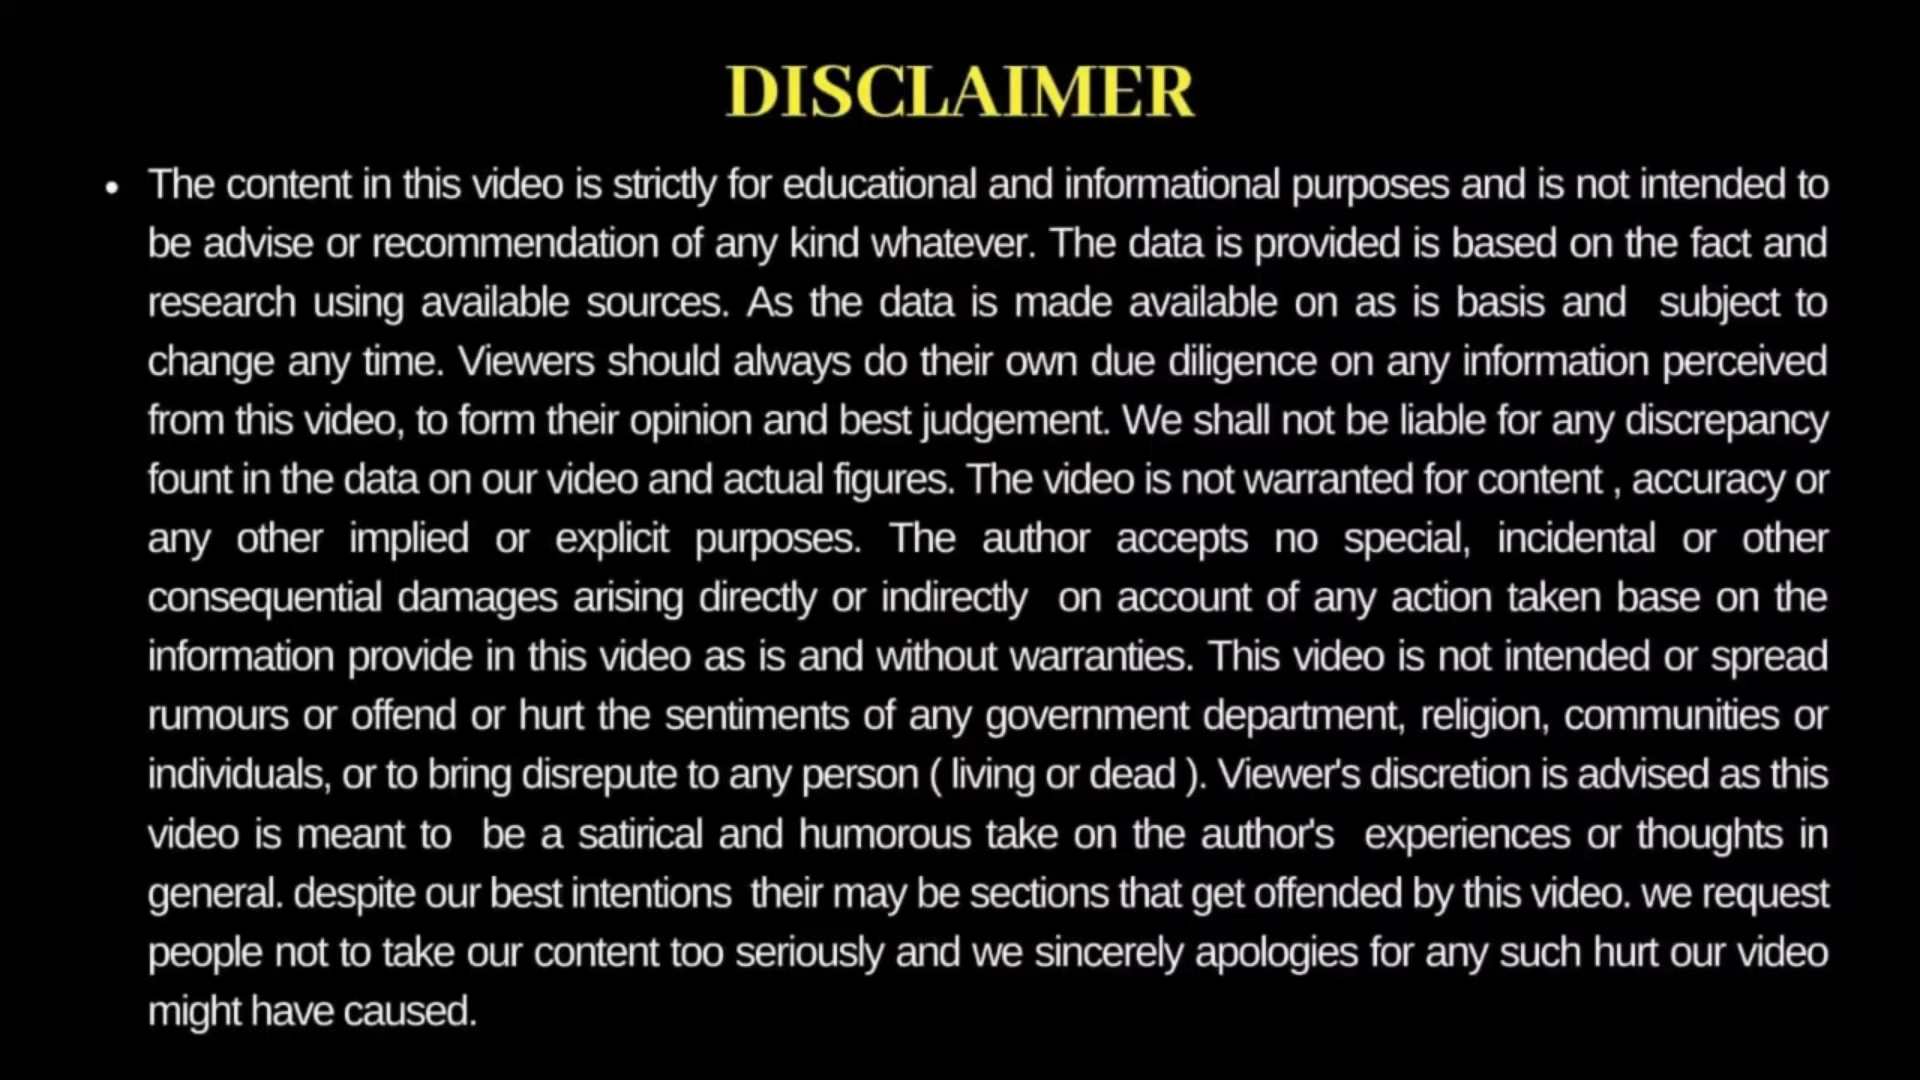 DISCLAIMER
• The content in this video is strictly for educational and informational purposes and is not intended to
be advise or recommendation of any kind whatever. The data is provided is based on the fact and
research using available sources. As the data is made available on as is basis and subject to
change any time. Viewers should always do their own due diligence on any information perceived
from this video, to form their opinion and best judgement. We shall not be liable for any discrepancy
fount in the data on our video and actual figures. The video is not warranted for content , accuracy or
any other implied or explicit purposes. The author accepts no special, incidental or other
consequential damages arising directly or indirectly on account of any action taken base on the
information provide in this video as is and without warranties. This video is not intended or spread
rumours or offend or hurt the sentiments of any government department, religion, communities or
individuals, or to bring disrepute to any person ( living or dead ). Viewer's discretion is advised as this
video is meant to be a satirical and humorous take on the author's experiences or thoughts in
general. despite our best intentions their may be sections that get offended by this video. we request
people not to take our content too seriously and we sincerely apologies for any such hurt our video
might have caused.